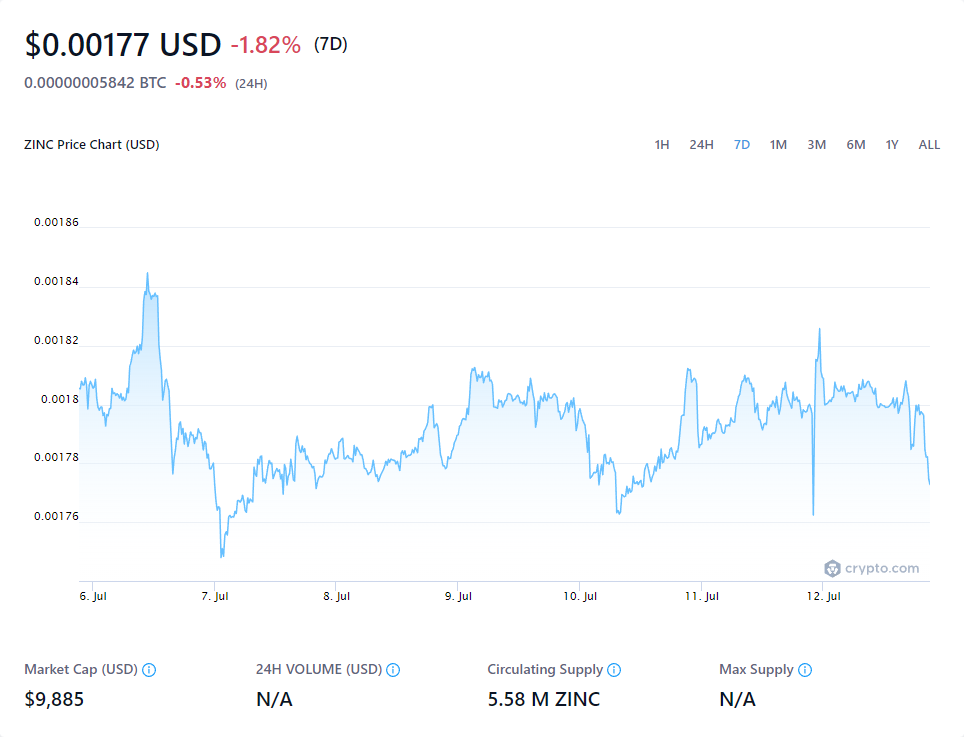 $0.00177 USD -1.82% (7D)
0.00000005842 BTC -0.53% (24H)
ZINC Price Chart (USD) 1H 24H 7D 1M 3M 6M 1Y ALL
0.00186
0.00184
0.00182
0.0018
0.00178
0.00176
crypto.com
6. Jul 7. Jul 8. Jul 9. Jul 10. Jul 11. Jul 12. Jul
Market Cap (USD) 24H VOLUME (USD) Circulating Supply Max Supply
$9,885 N/A 5.58 M ZINC N/A